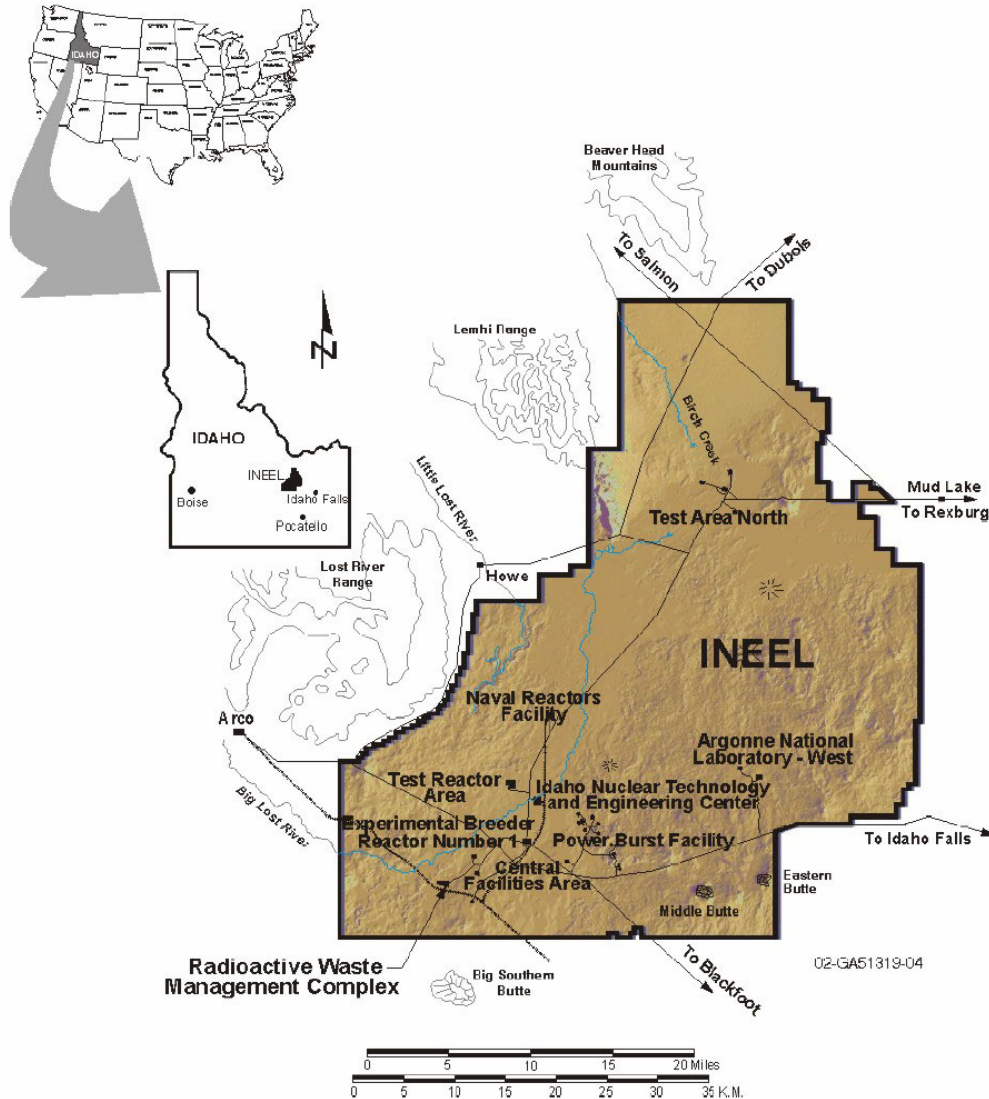 IDAHO
Beaver Head
Mountains
To Salmon
To Dubois
Lemhi Range
N
IDAHO
INEEL
Boise
Idaho Falls
Pocatello
Birch Creek
Little Lost River
Mud Lake
To Rexburg
Test Area North
Lost River
Range
Howe
INEEL
Naval Reactors
Facility
Arco
Argonne National
Laboratory - West
Test Reactor
Area
Idaho Nuclear Technology
and Engineering Center
Big Lost River
Experimental Breeder
Reactor Number 1
Power Burst Facility
To Idaho Falls
Central
Facilities Area
Eastern
Butte
Middle Butte
Radioactive Waste
Management Complex
Big Southern
Butte
To Blackfoot
02-GA51319-04
0 5 10 15 20 Miles
0 5 10 15 20 25 30 35 K.M.